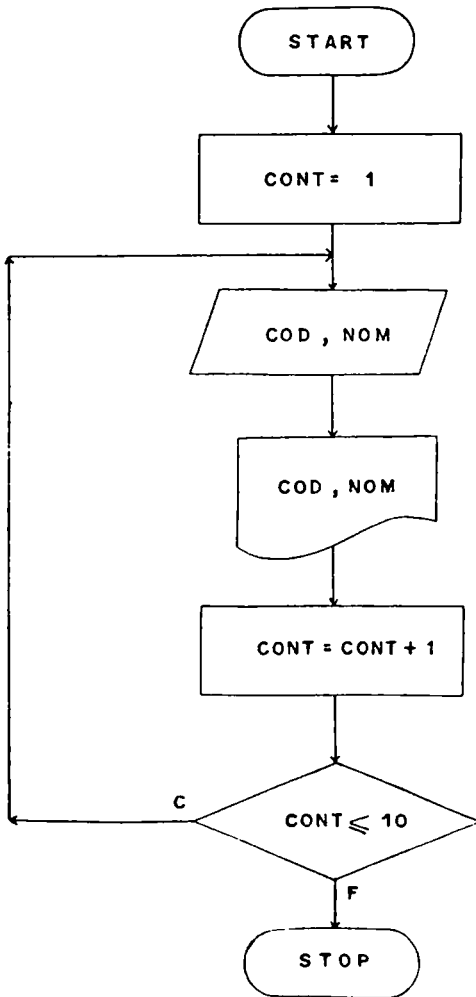 START
CONT = 1
COD , NOM
COD , NOM
CONT = CONT + 1
C
CONT ⩽ 10
F
STOP